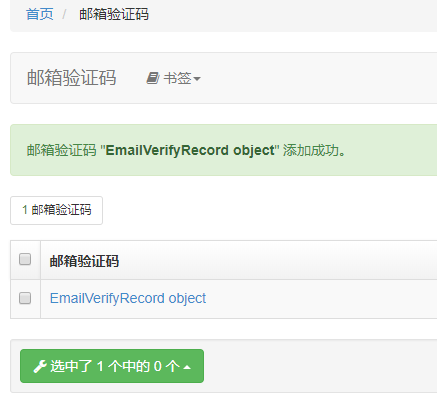 首页 / 邮箱验证码
邮箱验证码 书签
邮箱验证码 "EmailVerifyRecord object" 添加成功。
1 邮箱验证码
邮箱验证码
EmailVerifyRecord object
选中了 1 个中的 0 个